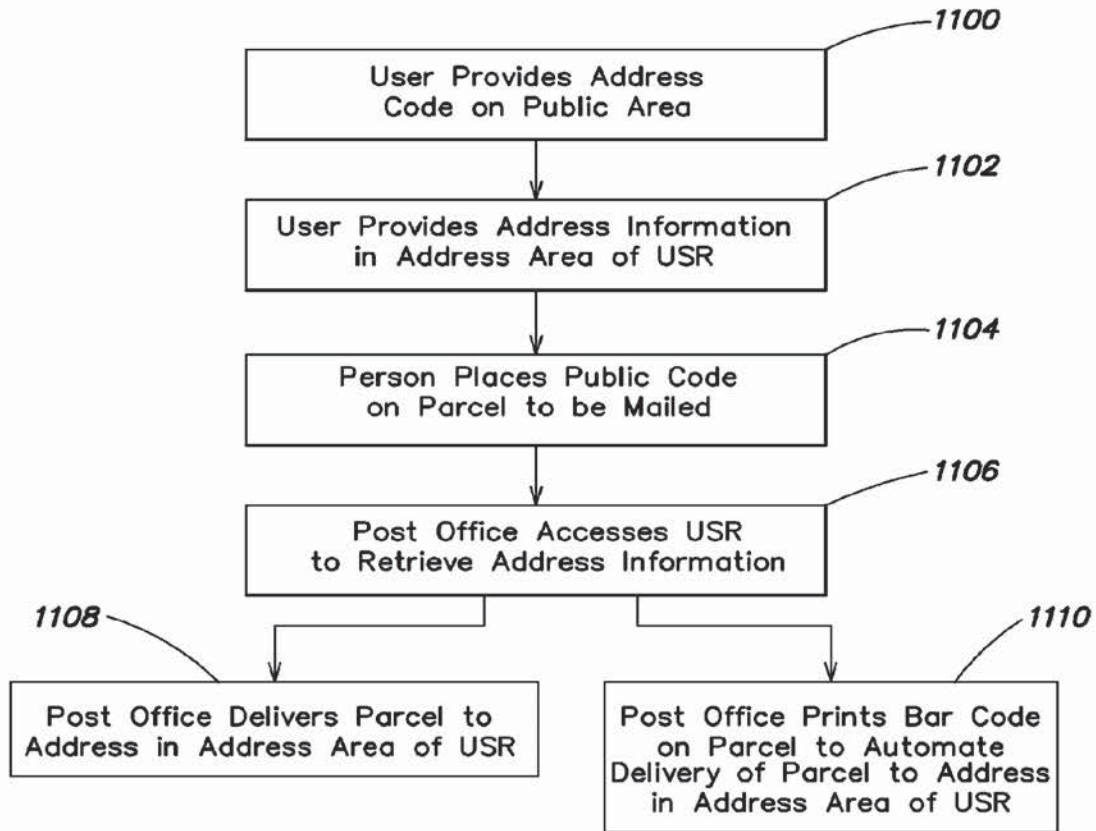 1100
User Provides Address
Code on Public Area
1102
User Provides Address Information
in Address Area of USR
1104
Person Places Public Code
on Parcel to be Mailed
1106
Post Office Accesses USR
to Retrieve Address Information
1108
Post Office Delivers Parcel to
Address in Address Area of USR
1110
Post Office Prints Bar Code
on Parcel to Automate
Delivery of Parcel to Address
in Address Area of USR